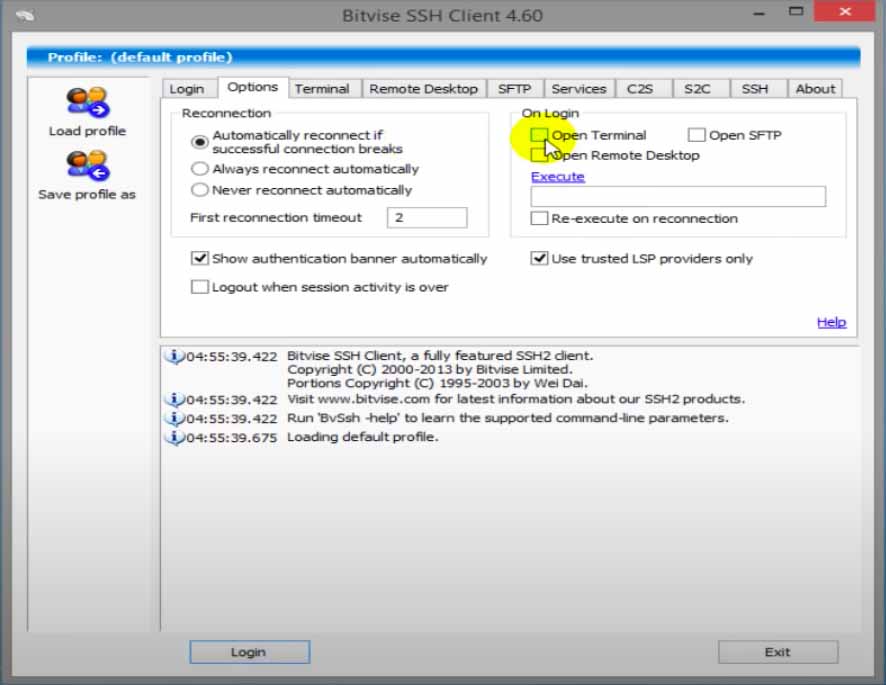 Bitvise SSH Client 4.60
Profile: (default profile)
Load profile
Save profile as
Login Options Terminal Remote Desktop SFTP Services C2S S2C SSH About
Reconnection
Automatically reconnect if
successful connection breaks
Always reconnect automatically
Never reconnect automatically
First reconnection timeout 2
On Login
Open Terminal Open SFTP
Open Remote Desktop
Execute
Re-execute on reconnection
Show authentication banner automatically
Use trusted LSP providers only
Logout when session activity is over
Help
04:55:39.422 Bitvise SSH Client, a fully featured SSH2 client.
Copyright (C) 2000-2013 by Bitvise Limited.
Portions Copyright (C) 1995-2003 by Wei Dai.
04:55:39.422 Visit www.bitvise.com for latest information about our SSH2 products.
04:55:39.422 Run 'BvSsh -help' to learn the supported command-line parameters.
04:55:39.675 Loading default profile.
Login Exit